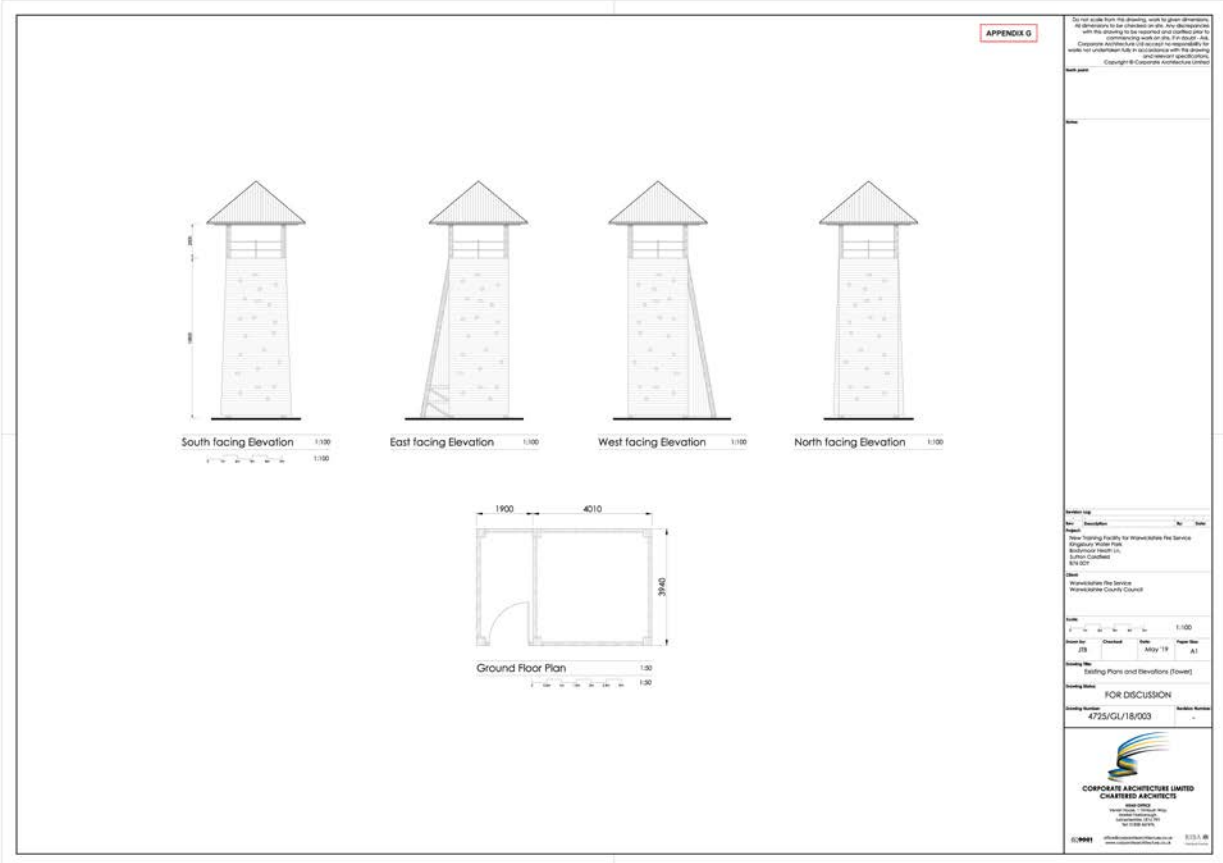 APPENDIX G
Do not scale from this drawing, work to given dimensions.
All dimensions to be checked on site. Any discrepancies
with this drawing to be reported and clarified prior to
commencing work on site, if in doubt - Ask.
Corporate Architecture Ltd accept no responsibility for
works not undertaken fully in accordance with this drawing
and relevant specifications.
Copyright © Corporate Architecture Limited
North point
Notes
South facing Elevation 1:100
1:100
East facing Elevation 1:100
West facing Elevation 1:100
North facing Elevation 1:100
1900 4010
3940
Ground Floor Plan 1:50
1:50
Revision Log
Rev Description By Date
Project
New Training Facility for Warwickshire Fire Service
Kingsbury Water Park
Bodymoor Heath Ln,
Sutton Coldfield
B76 0DY
Client
Warwickshire Fire Service
Warwickshire County Council
Scale
1:100
Drawn by Checked Date Paper Size
JTB May '19 A1
Drawing Title
Existing Plans and Elevations (Tower)
Drawing Status
FOR DISCUSSION
Drawing Number Revision Number
4725/GL/18/003 -
CORPORATE ARCHITECTURE LIMITED
CHARTERED ARCHITECTS
HEAD OFFICE
Market Harborough
ISO9001
www.corporatearchitecture.co.uk
RIBA